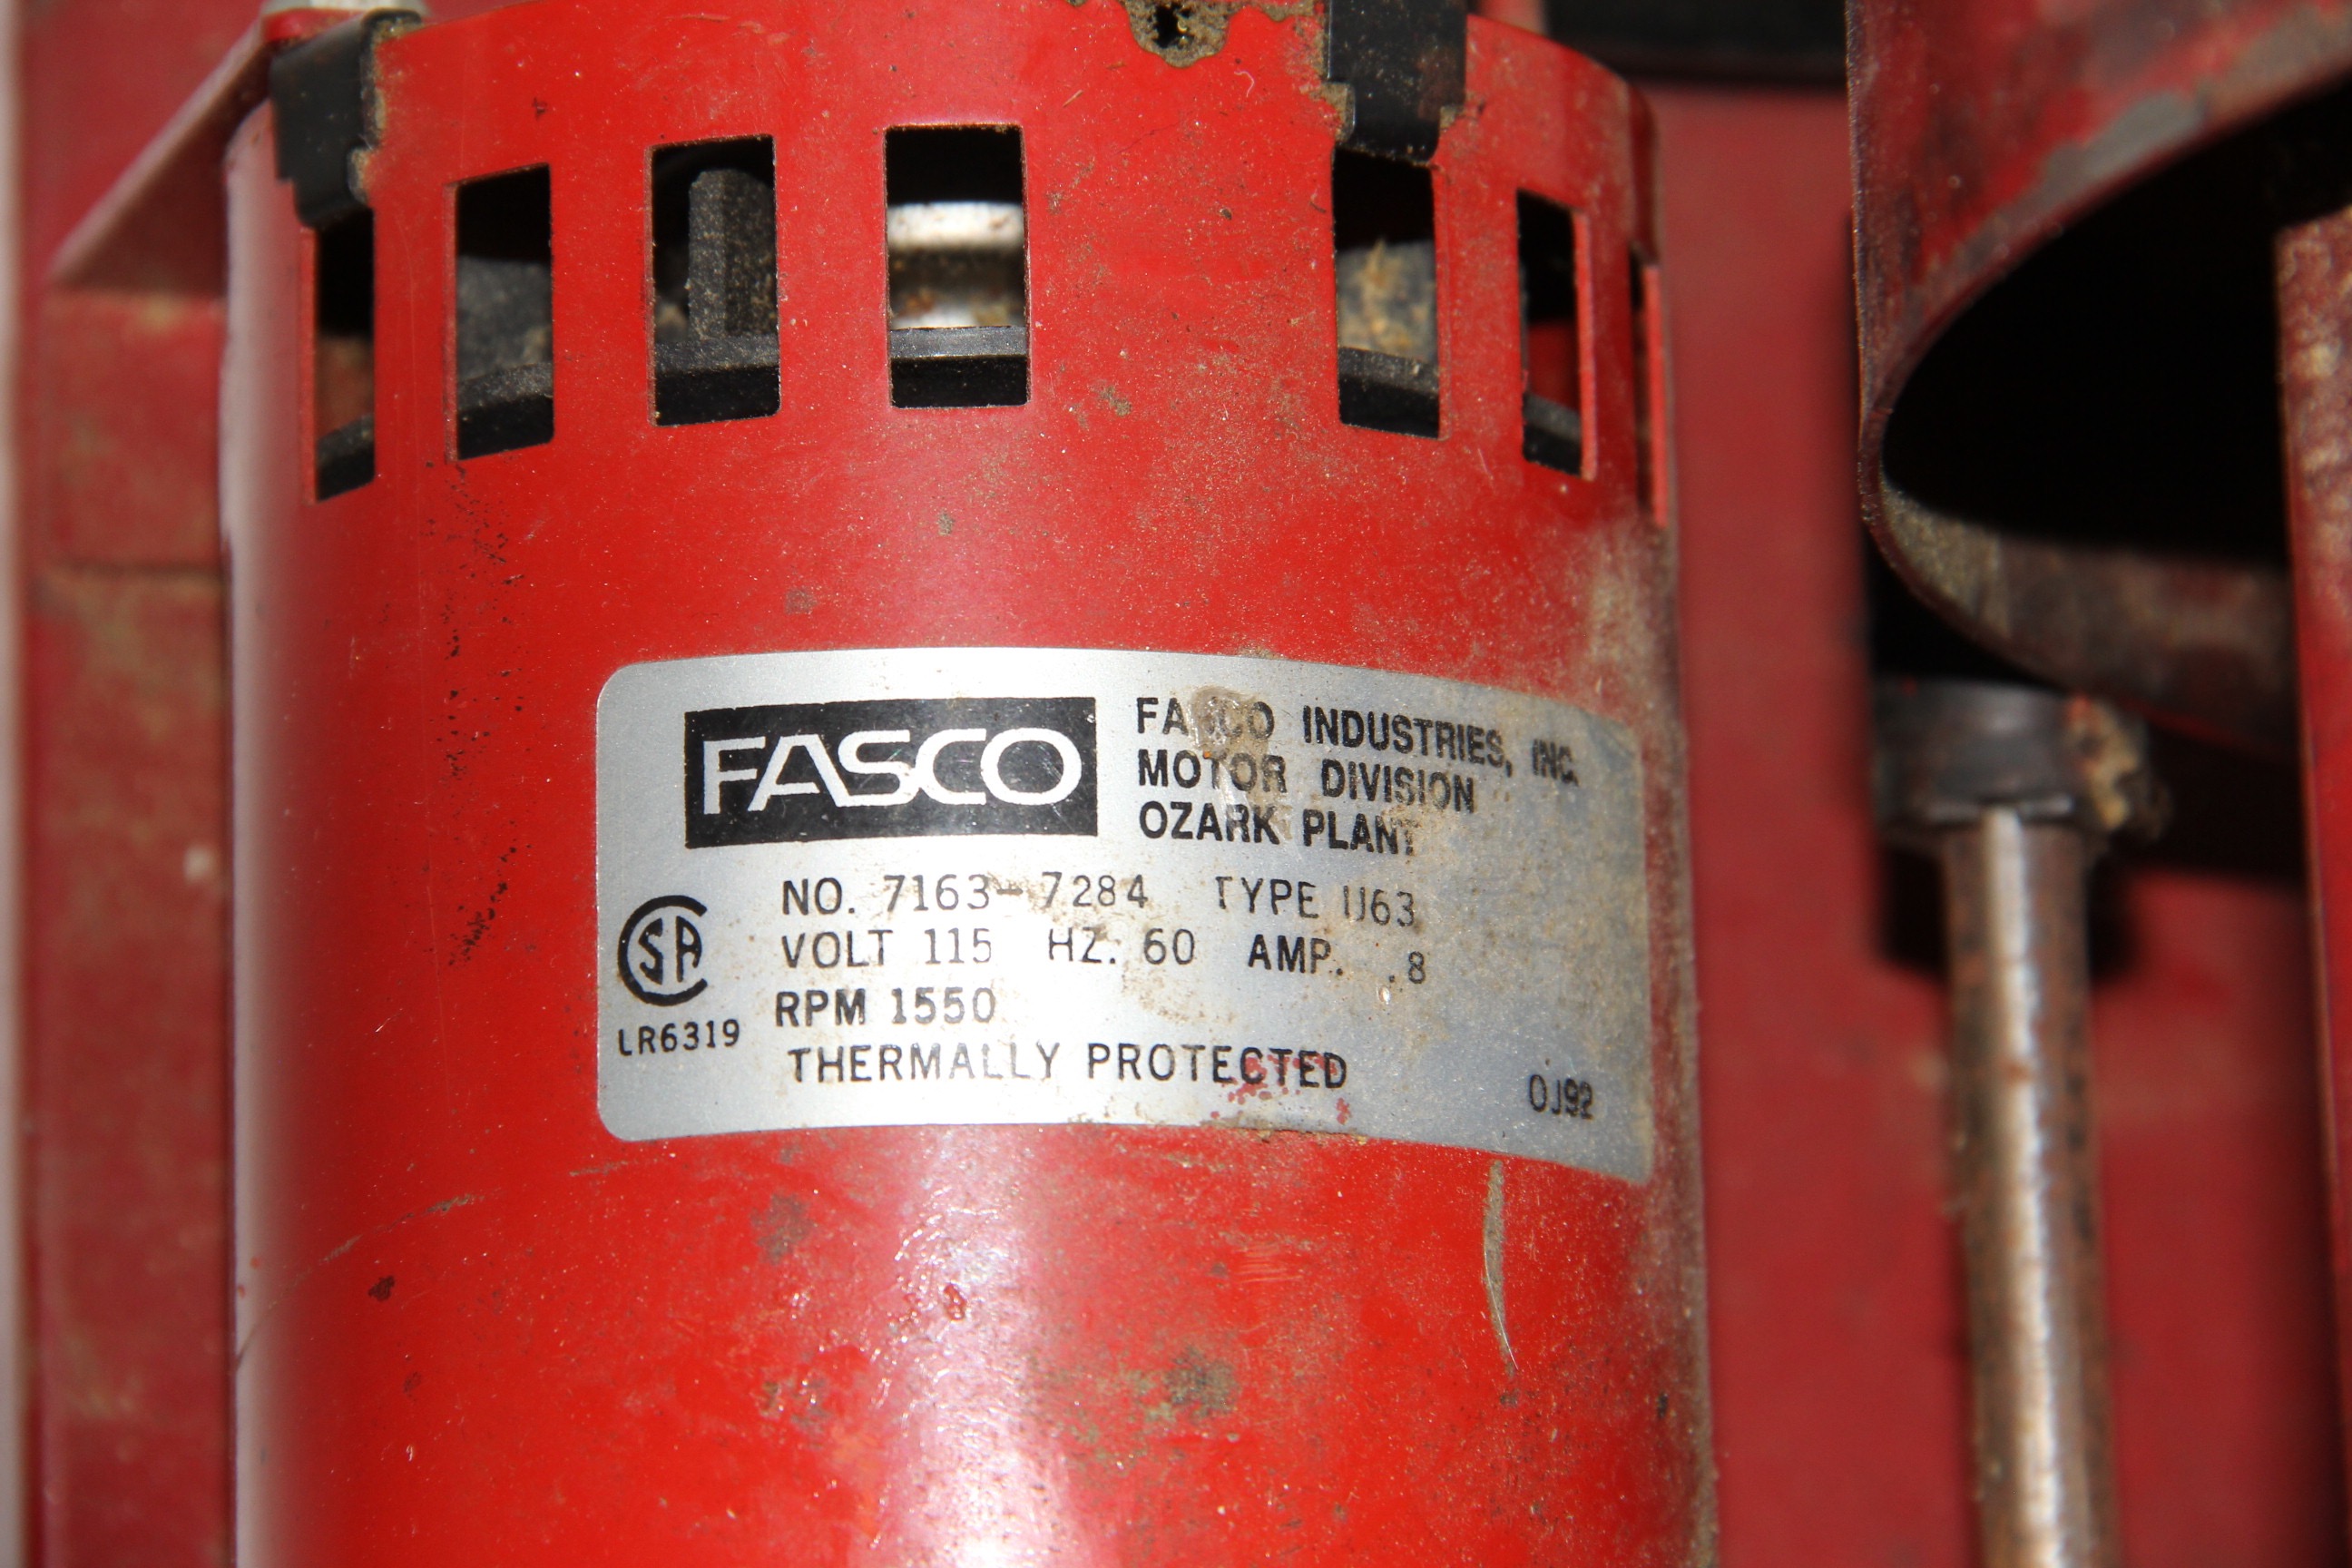 FASCO
FASCO INDUSTRIES, INC.
MOTOR DIVISION
OZARK PLANT
NO. 7163-7284 TYPE U63
VOLT 115 HZ. 60 AMP. .8
RPM 1550
SA
LR6319
THERMALLY PROTECTED
0J92